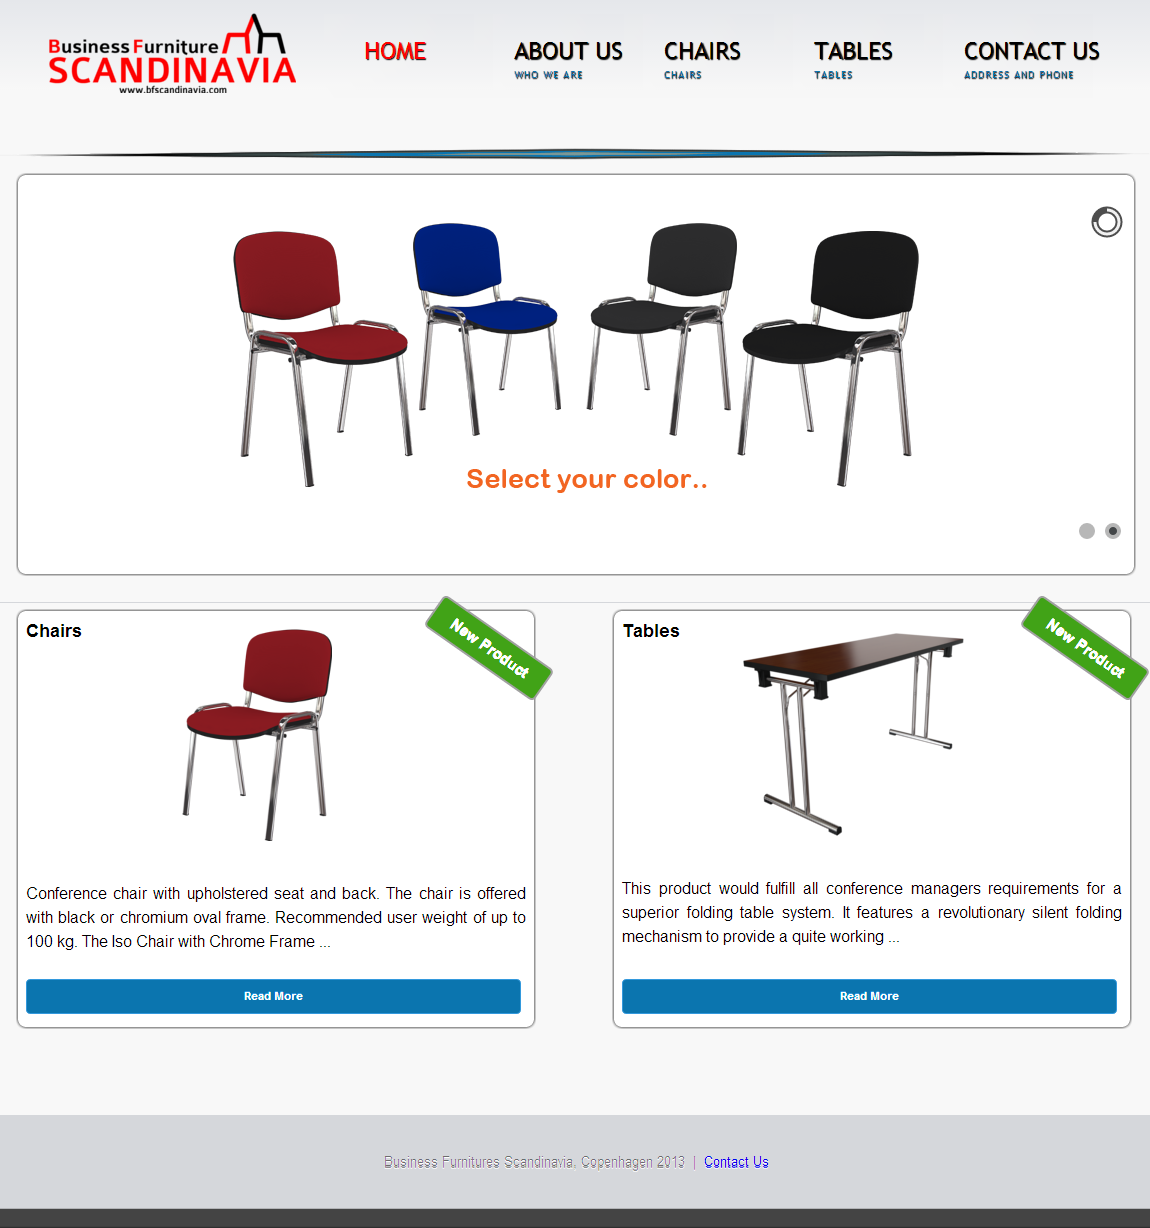 Business Furniture
SCANDINAVIA
www.bfscandinavia.com
HOME
ABOUT US
WHO WE ARE
CHAIRS
CHAIRS
TABLES
TABLES
CONTACT US
ADDRESS AND PHONE
Select your color..
Chairs
New Product
Conference chair with upholstered seat and back. The chair is offered
with black or chromium oval frame. Recommended user weight of up to
100 kg. The Iso Chair with Chrome Frame ...
Read More
Tables
New Product
This product would fulfill all conference managers requirements for a
superior folding table system. It features a revolutionary silent folding
mechanism to provide a quite working ...
Read More
Business Furnitures Scandinavia, Copenhagen 2013 | Contact Us